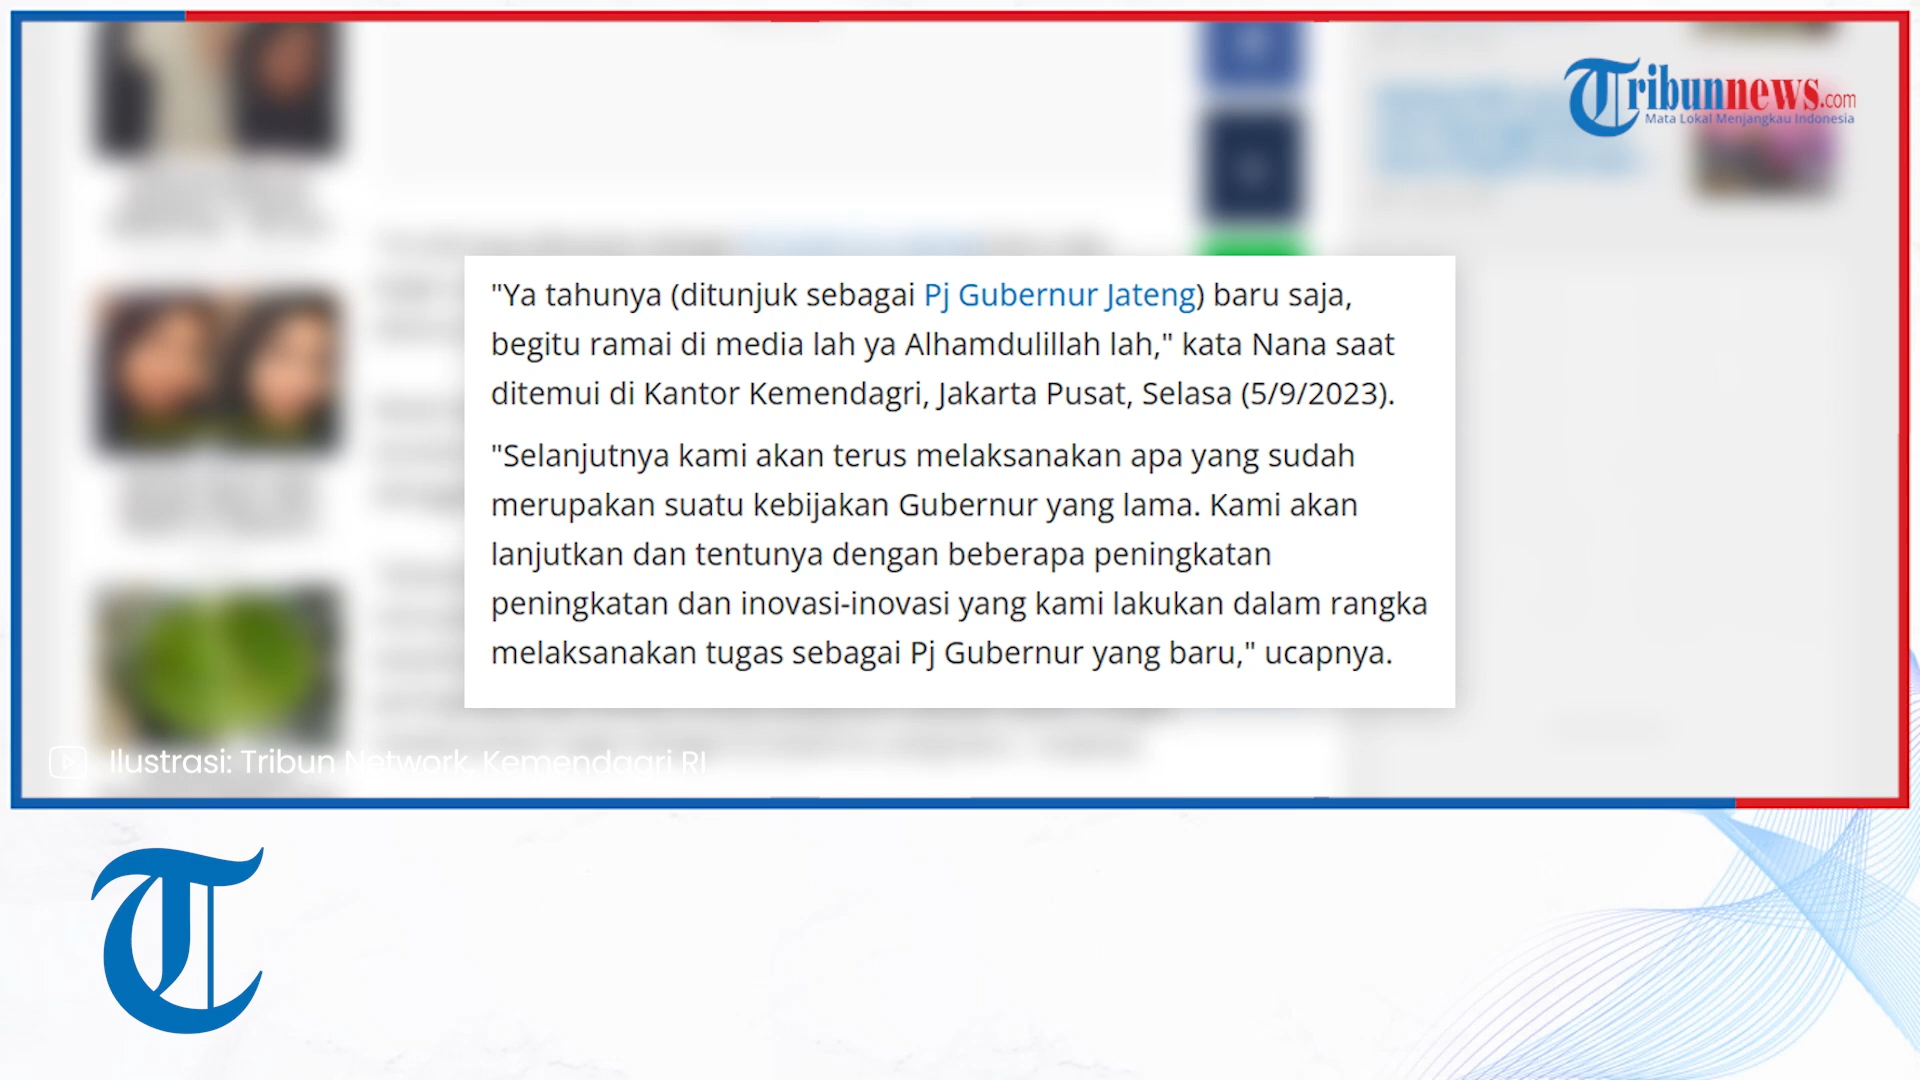 Tribunnews.com
Mata Lokal Menjangkau Indonesia
"Ya tahunya (ditunjuk sebagai Pj Gubernur Jateng) baru saja,
begitu ramai di media lah ya Alhamdulillah lah," kata Nana saat
ditemui di Kantor Kemendagri, Jakarta Pusat, Selasa (5/9/2023).
"Selanjutnya kami akan terus melaksanakan apa yang sudah
merupakan suatu kebijakan Gubernur yang lama. Kami akan
lanjutkan dan tentunya dengan beberapa peningkatan
peningkatan dan inovasi-inovasi yang kami lakukan dalam rangka
melaksanakan tugas sebagai Pj Gubernur yang baru," ucapnya.
Ilustrasi: Tribun Network, Kemendagri RI
T